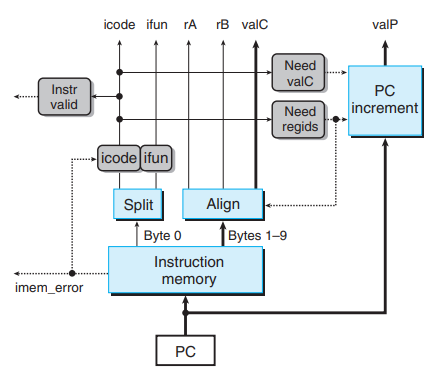 icode ifun rA rB valC valP
Need
valC
Instr
valid
PC
increment
Need
regids
icode ifun
Split
Align
Byte 0
Bytes 1–9
Instruction
memory
imem_error
PC